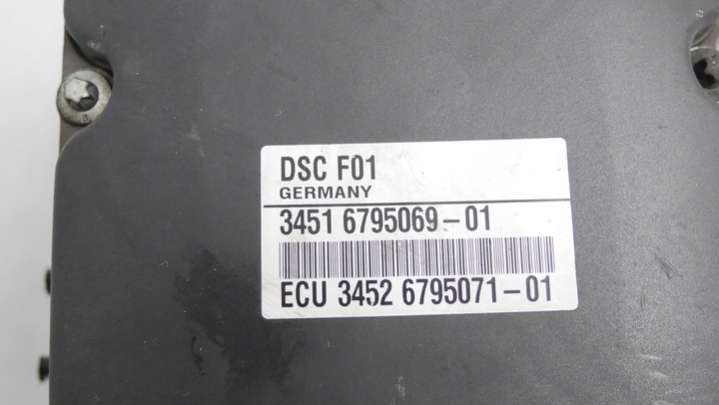 DSC F01
GERMANY
3451 6795069-01
ECU 3452 6795071-01